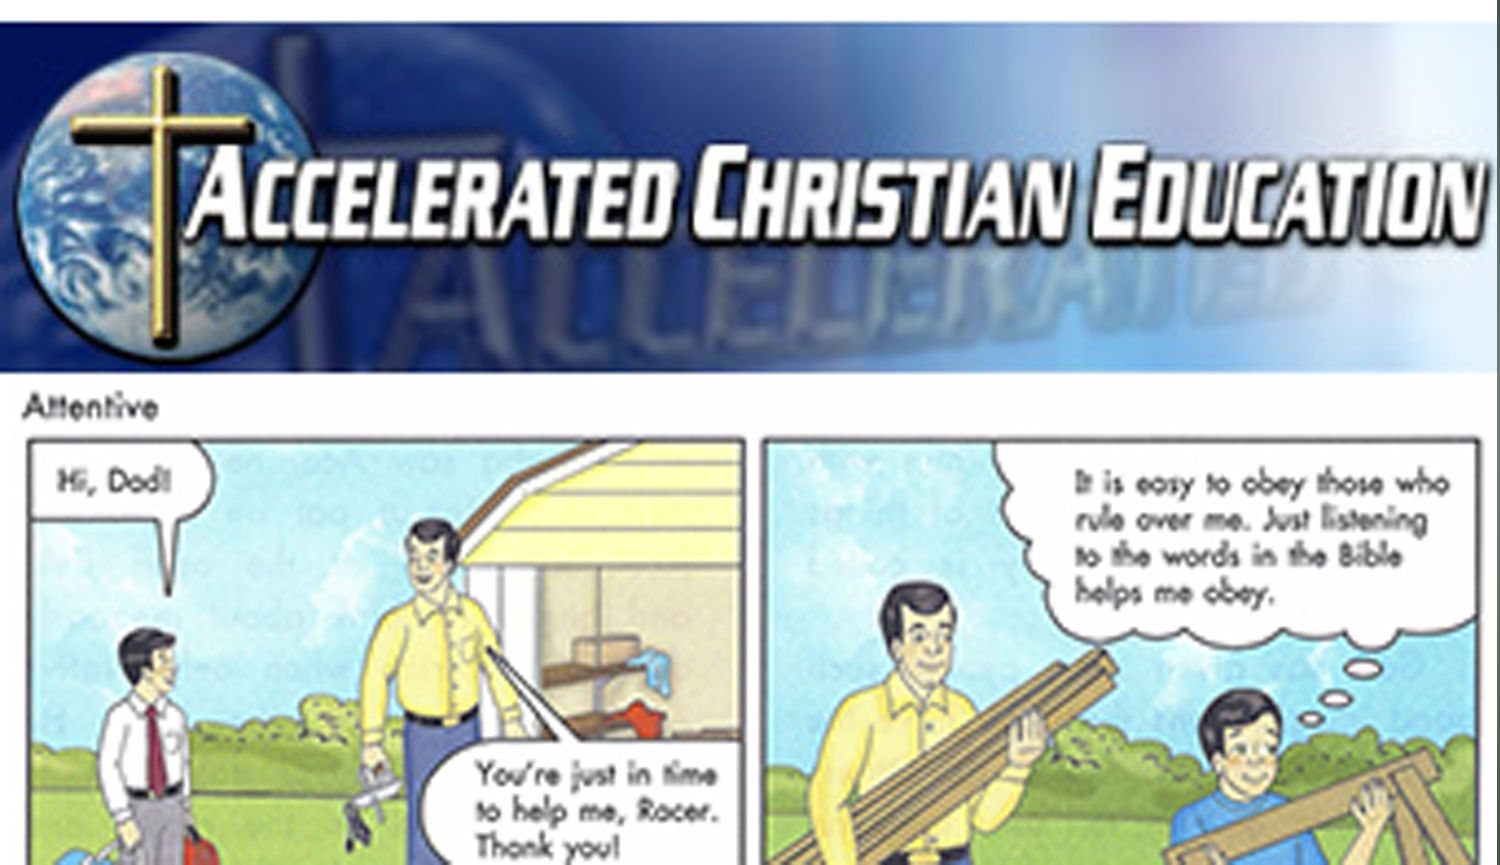 ACCELERATED CHRISTIAN EDUCATION
ACCELERATED
Attentive
Hi, Dad!
You're just in time
to help me, Racer.
Thank you!
It is easy to obey those who
rule over me. Just listening
to the words in the Bible
helps me obey.